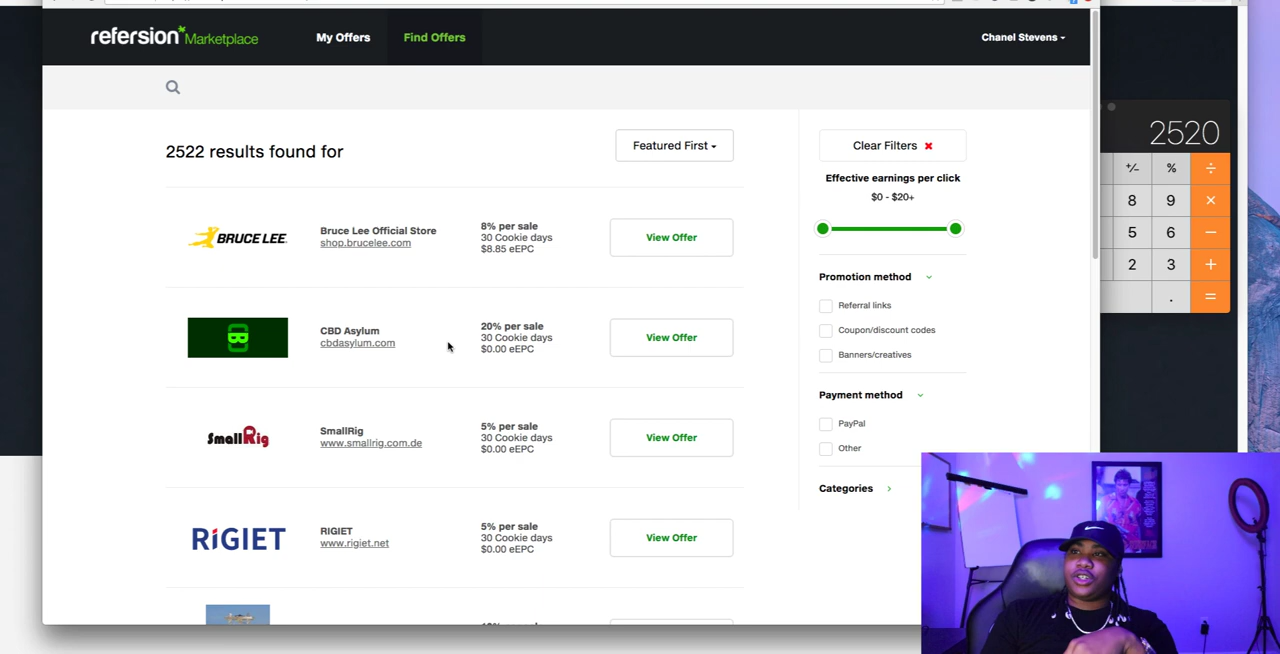 refersion Marketplace
My Offers
Find Offers
Chanel Stevens
2522 results found for
Featured First
Bruce Lee Official Store
shop.brucelee.com
8% per sale
30 Cookie days
$8.85 eEPC
View Offer
BRUCE LEE
CBD Asylum
cbdasylum.com
20% per sale
30 Cookie days
$0.00 eEPC
View Offer
SmallRig
SmallRig
www.smallrig.com.de
5% per sale
30 Cookie days
$0.00 eEPC
View Offer
RiGIET
RIGIET
www.rigiet.net
5% per sale
30 Cookie days
$0.00 eEPC
View Offer
Clear Filters ✖
Effective earnings per click
$0 - $20+
Promotion method
Referral links
Coupon/discount codes
Banners/creatives
Payment method
PayPal
Other
Categories
2520
+/- % ÷
8 9 ×
5 6 −
2 3 +
. =